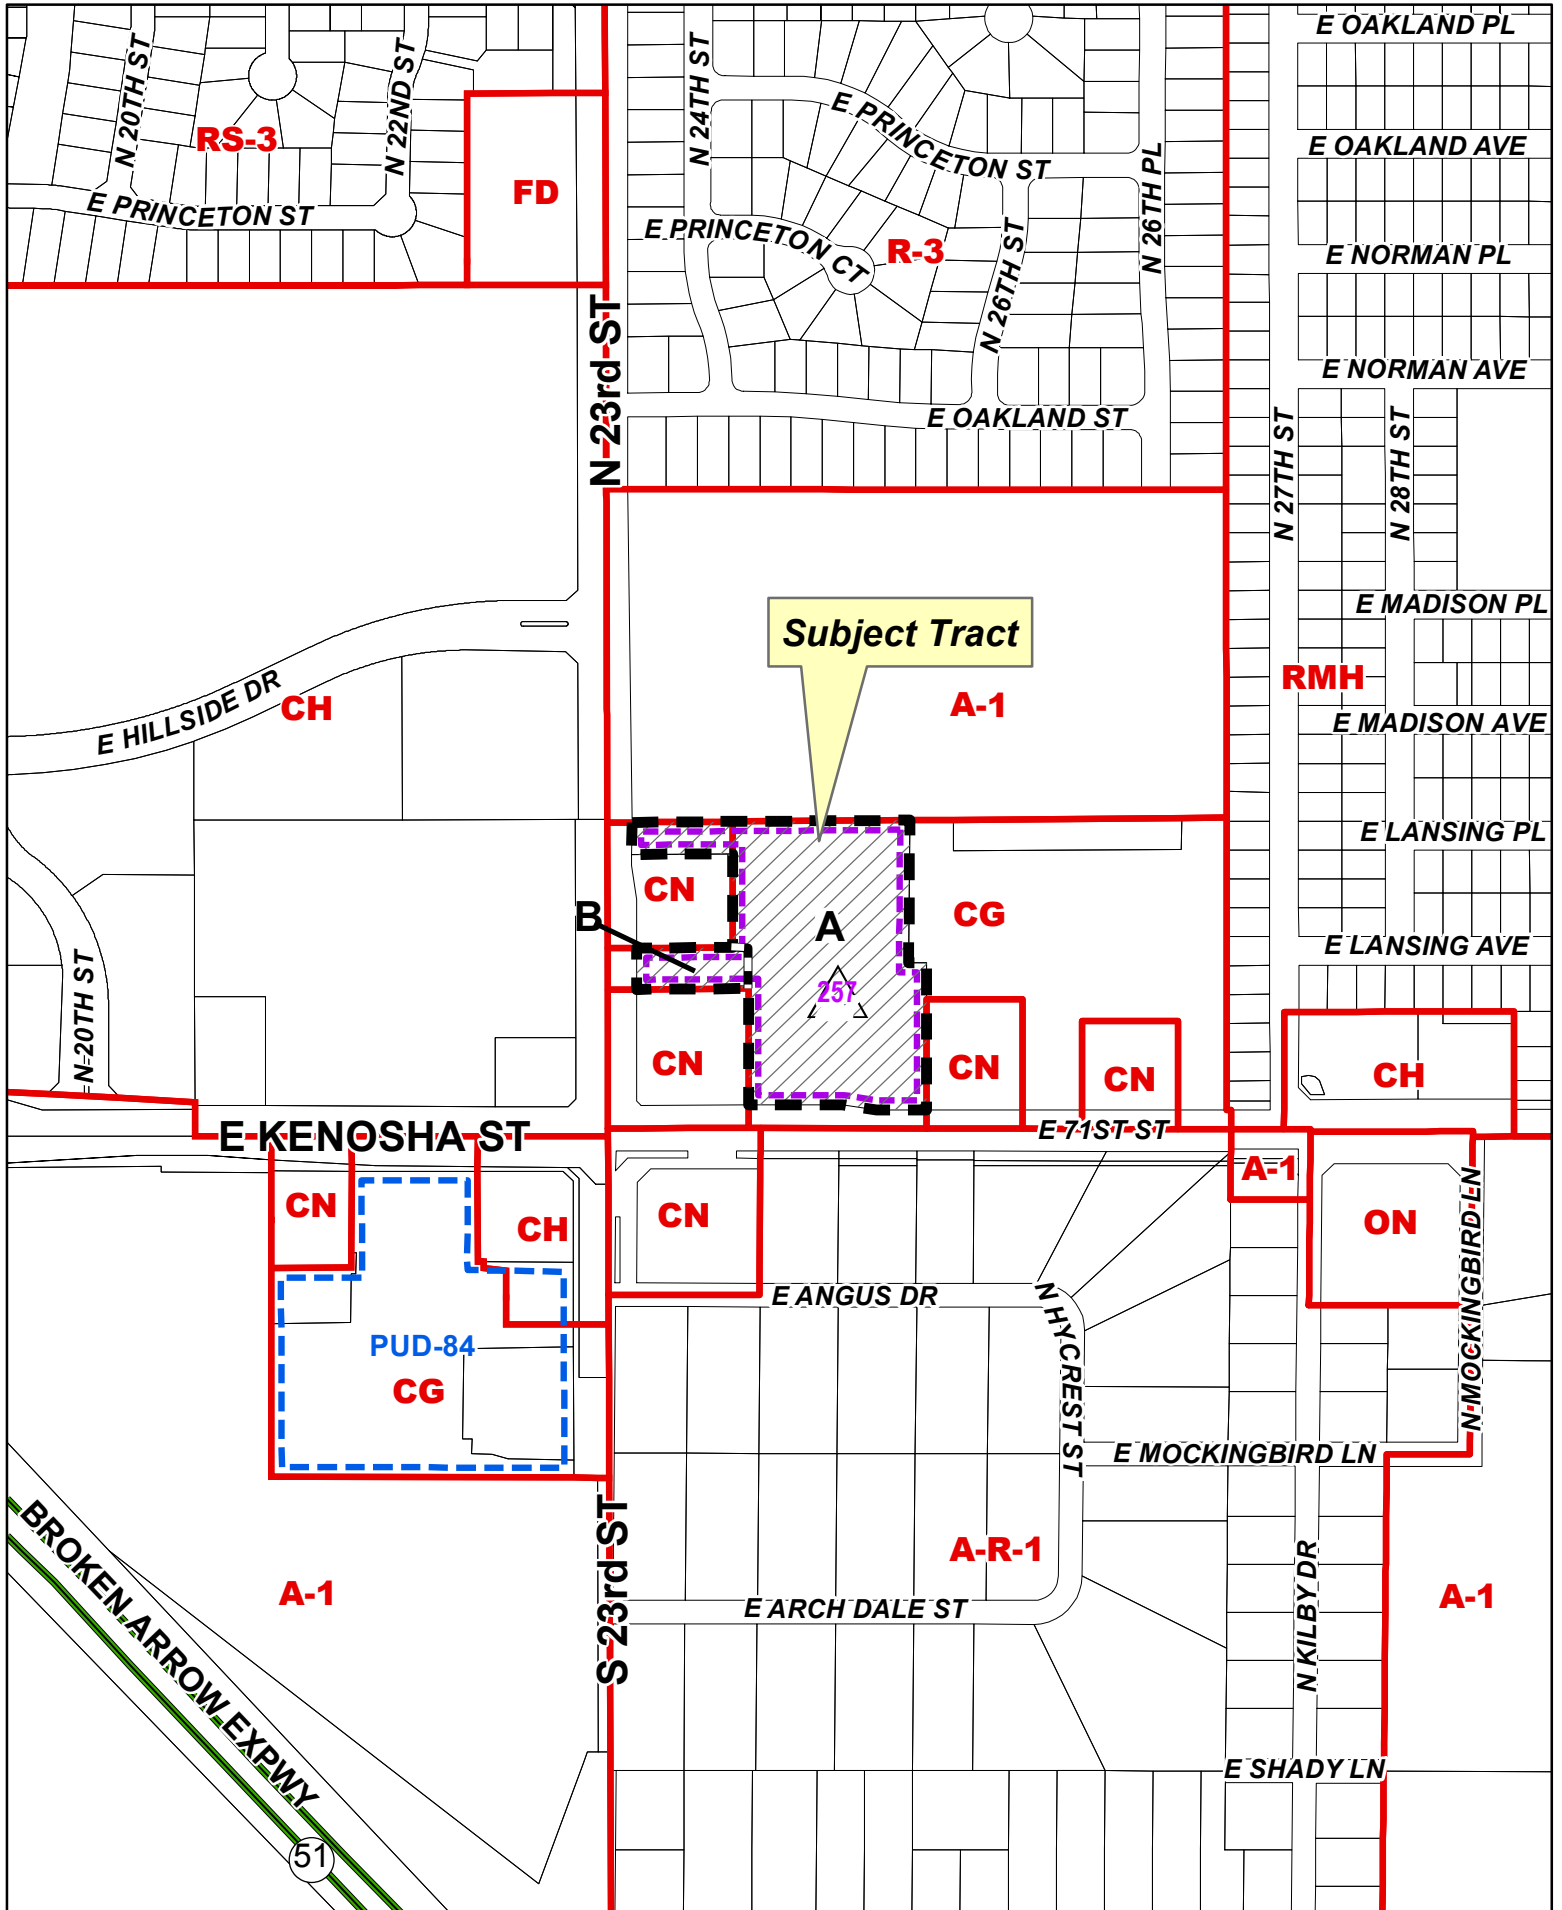 E OAKLAND PL
N 20TH ST
N 22ND ST
N 24TH ST
E PRINCETON ST
RS-3
E OAKLAND AVE
N 26TH PL
FD
E PRINCETON ST
E PRINCETON CT
R-3
N 26TH ST
E NORMAN PL
N 23rd ST
E NORMAN AVE
E OAKLAND ST
N 27TH ST
N 28TH ST
Subject Tract
E MADISON PL
RMH
E HILLSIDE DR
CH
A-1
E MADISON AVE
E LANSING PL
CN
B
A
CG
E LANSING AVE
N 20TH ST
257
CN
CN
CN
CH
E KENOSHA ST
E 71ST ST
A-1
CN
CH
CN
ON
N MOCKINGBIRD LN
E ANGUS DR
N HYCREST ST
PUD-84
CG
E MOCKINGBIRD LN
BROKEN ARROW EXPWY
S 23rd ST
A-R-1
N KILBY DR
A-1
A-1
E ARCH DALE ST
E SHADY LN
51